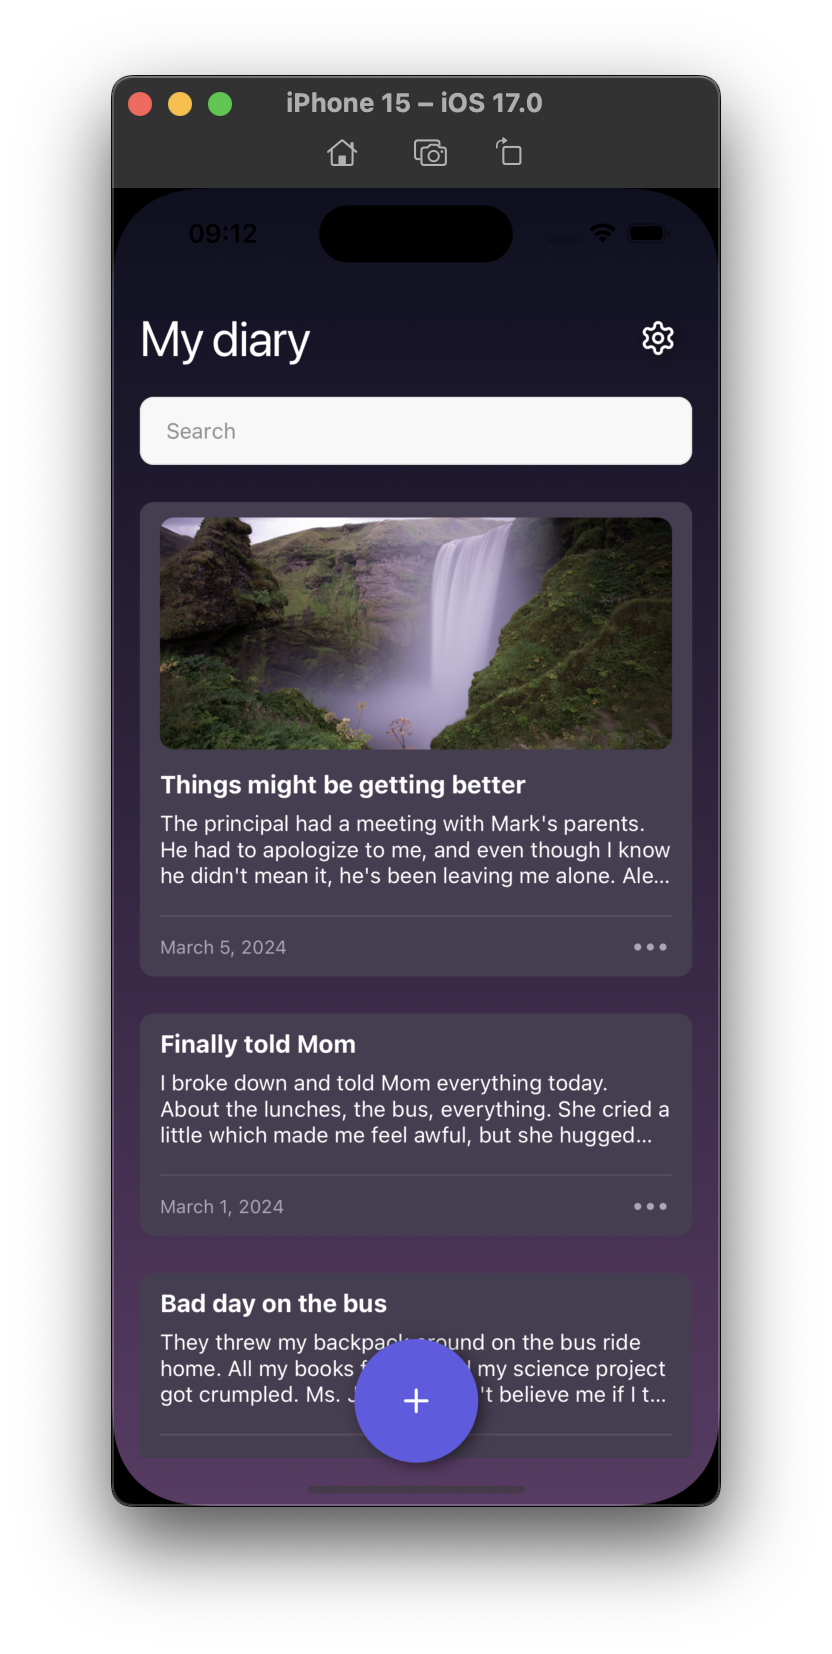 iPhone 15 – iOS 17.0
09:12
My diary
Search
Things might be getting better
The principal had a meeting with Mark's parents.
He had to apologize to me, and even though I know
he didn't mean it, he's been leaving me alone. Ale...
March 5, 2024
Finally told Mom
I broke down and told Mom everything today.
About the lunches, the bus, everything. She cried a
little which made me feel awful, but she hugged...
March 1, 2024
Bad day on the bus
They threw my backpack around on the bus ride
home. All my books my science project
got crumpled. Ms. believe me if I t...